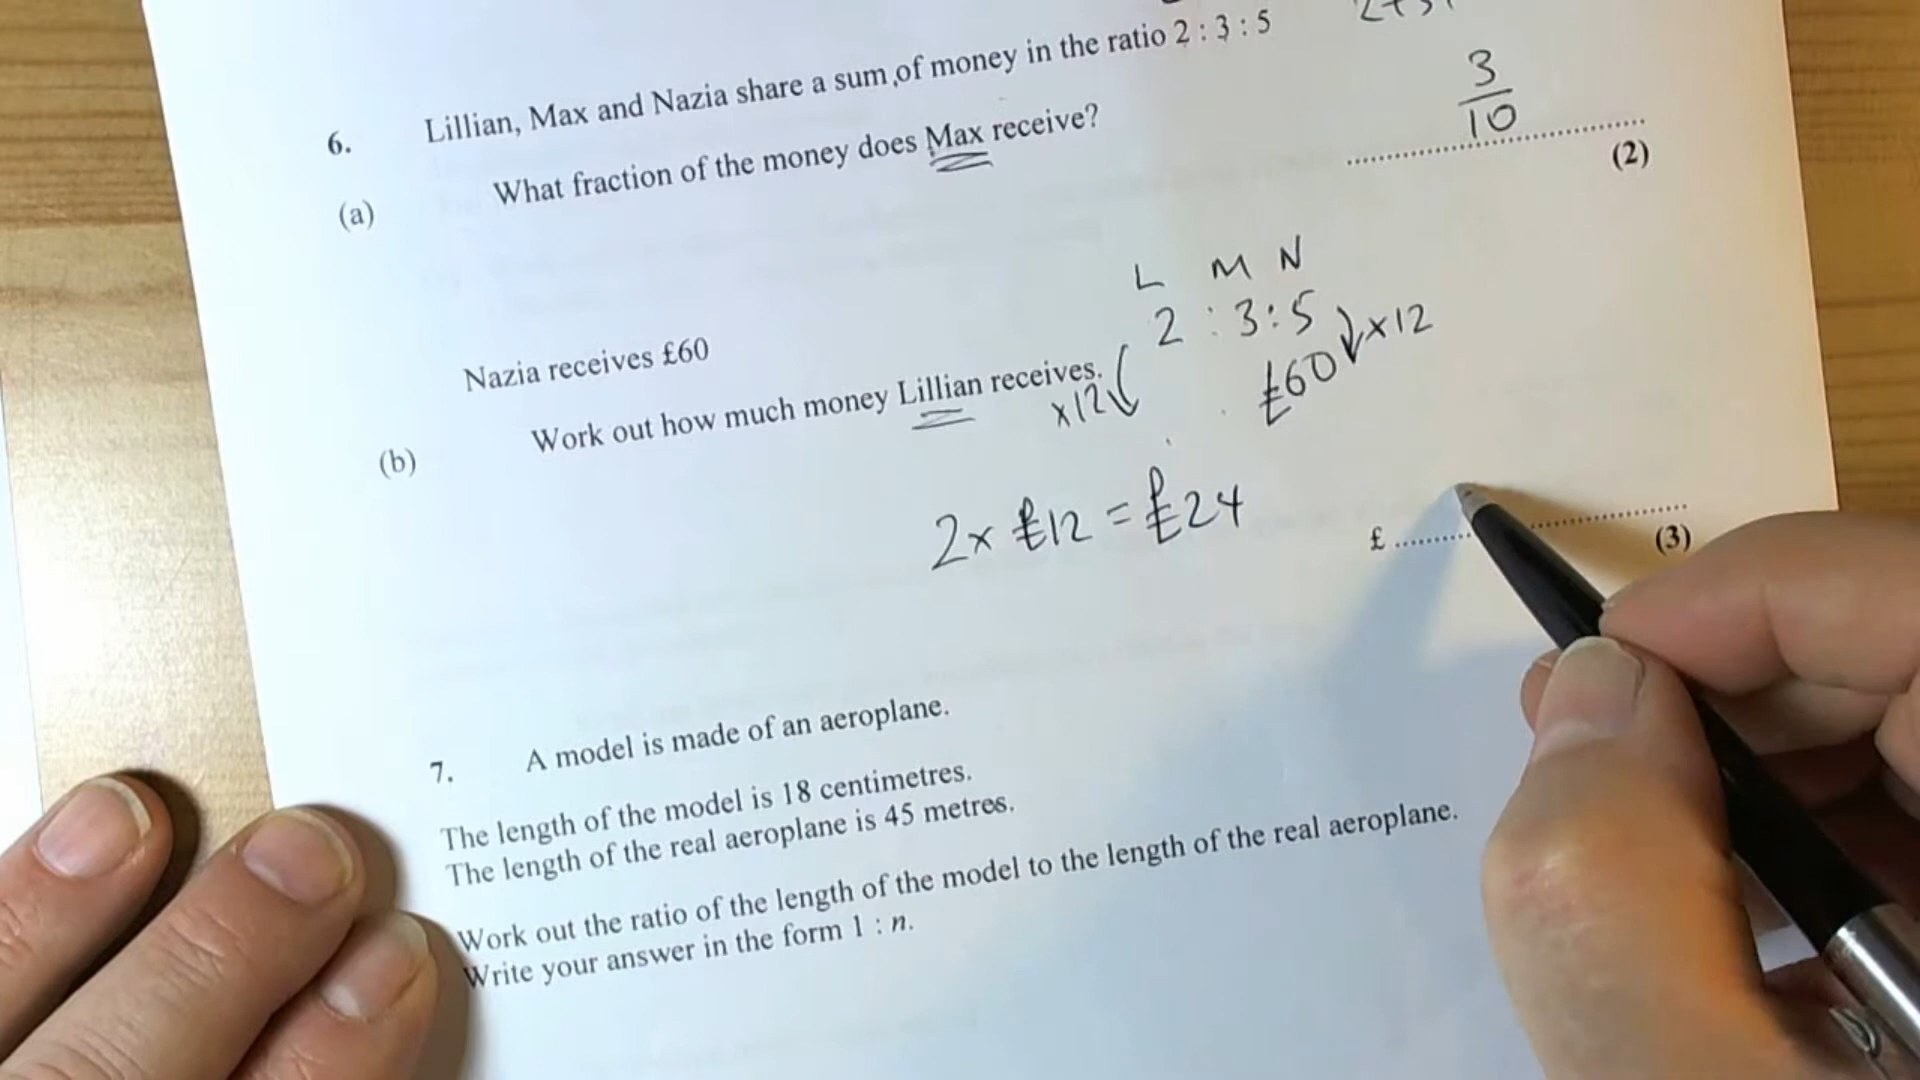 6. Lillian, Max and Nazia share a sum of money in the ratio 2 : 3 : 5
(a) What fraction of the money does Max receive?
3
10
(2)
L M N
2 : 3 : 5
x12
£60
Nazia receives £60
(b) Work out how much money Lillian receives.
x12
2 x £12 = £24
£ ..........
(3)
7. A model is made of an aeroplane.
The length of the model is 18 centimetres.
The length of the real aeroplane is 45 metres.
Work out the ratio of the length of the model to the length of the real aeroplane.
Write your answer in the form 1 : n.